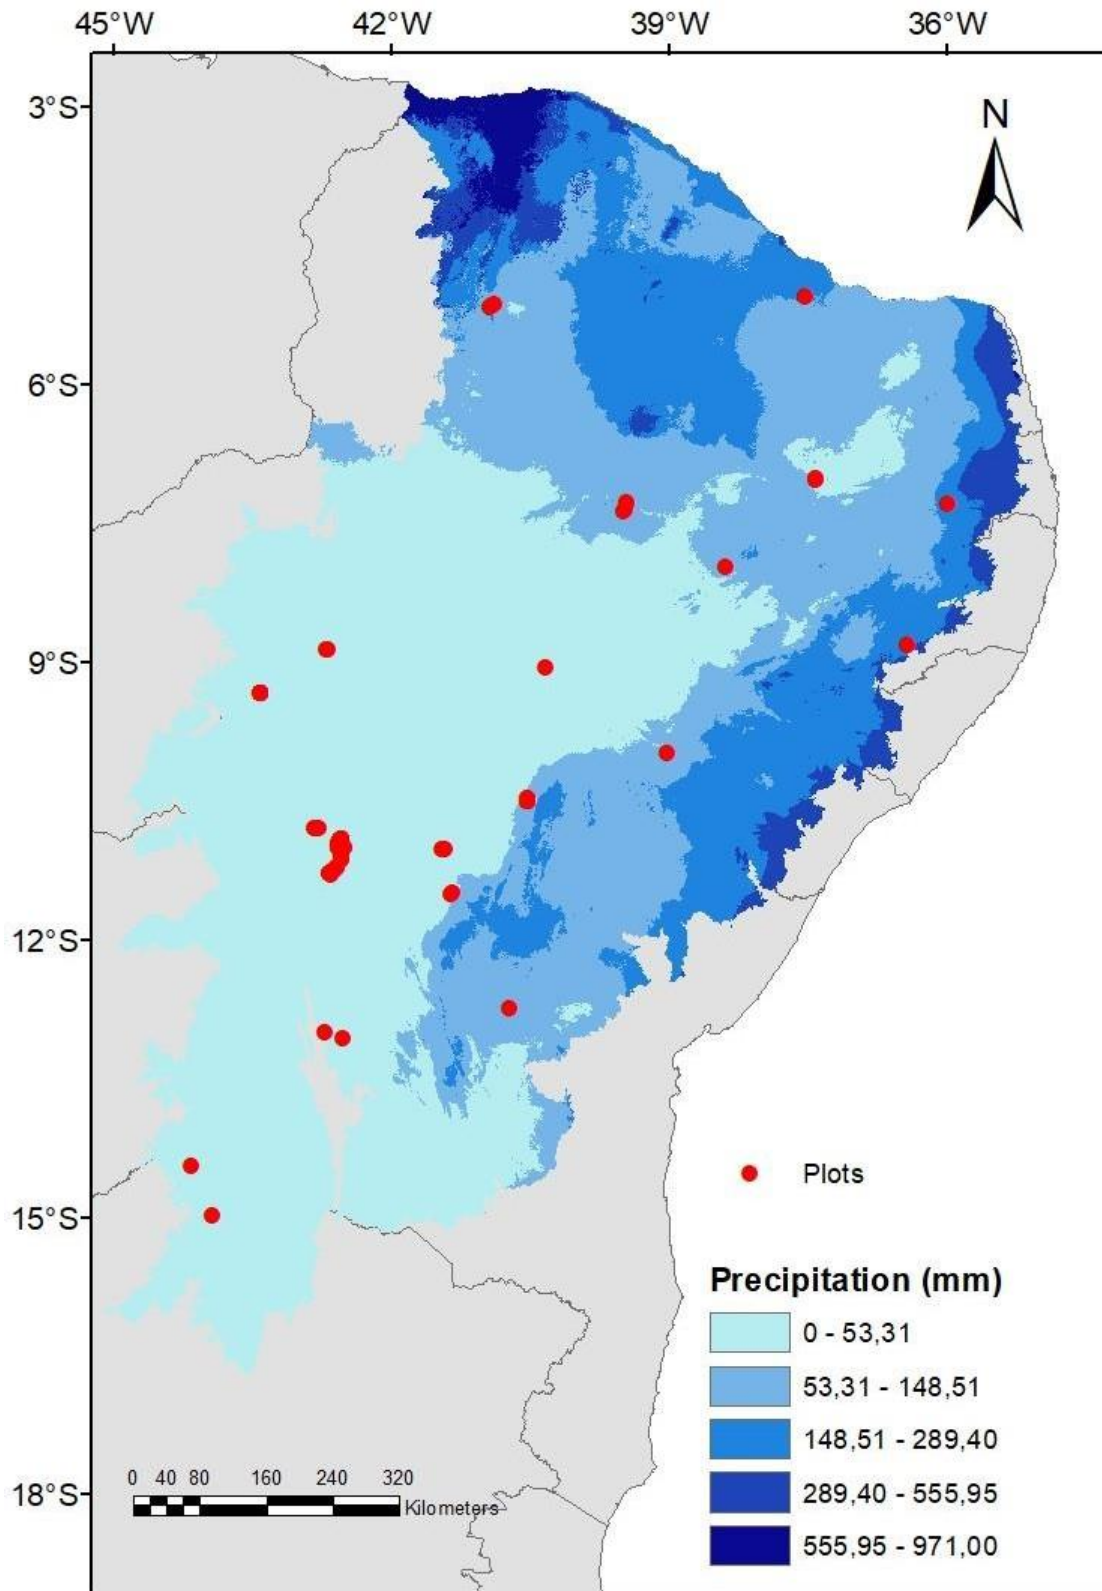 45°W 42°W 39°W 36°W
3°S
N
6°S
9°S
12°S
15°S
Plots
Precipitation (mm)
0 - 53,31
53,31 - 148,51
148,51 - 289,40
0 40 80 160 240 320
18°S
289,40 - 555,95
Kilometers
555,95 - 971,00